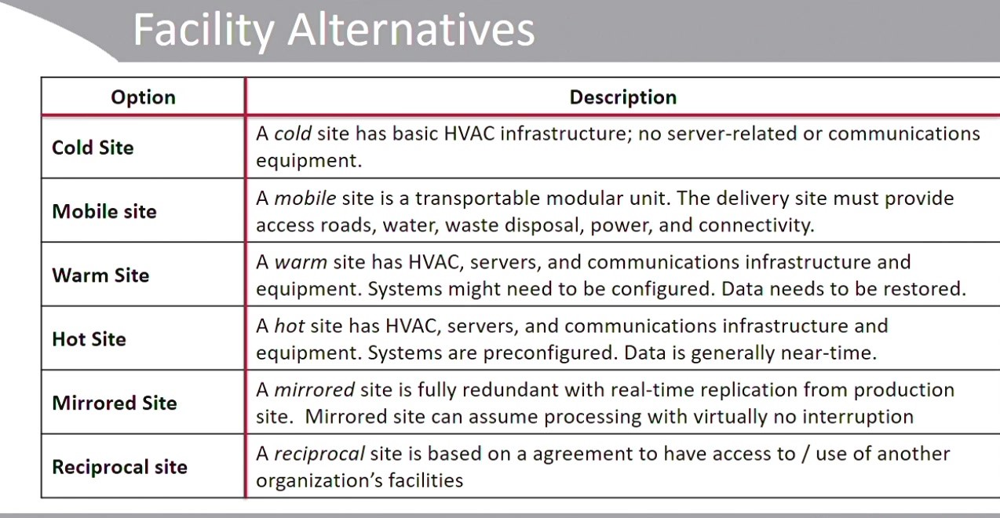 Facility Alternatives
Option
Description
Cold Site
A cold site has basic HVAC infrastructure; no server-related or communications
equipment.
Mobile site
A mobile site is a transportable modular unit. The delivery site must provide
access roads, water, waste disposal, power, and connectivity.
Warm Site
A warm site has HVAC, servers, and communications infrastructure and
equipment. Systems might need to be configured. Data needs to be restored.
Hot Site
A hot site has HVAC, servers, and communications infrastructure and
equipment. Systems are preconfigured. Data is generally near-time.
Mirrored Site
A mirrored site is fully redundant with real-time replication from production
site.  Mirrored site can assume processing with virtually no interruption
Reciprocal site
A reciprocal site is based on a agreement to have access to / use of another
organization's facilities